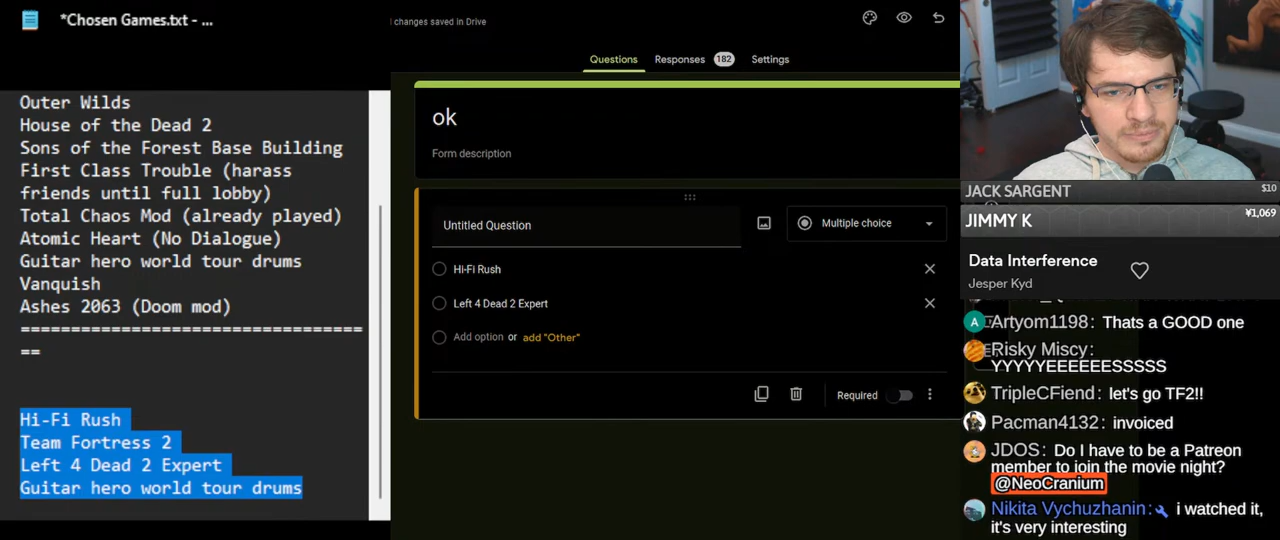 *Chosen Games.txt - ...
Outer Wilds
House of the Dead 2
Sons of the Forest Base Building
First Class Trouble (harass
friends until full lobby)
Total Chaos Mod (already played)
Atomic Heart (No Dialogue)
Guitar hero world tour drums
Vanquish
Ashes 2063 (Doom mod)
==================================
==
Hi-Fi Rush
Team Fortress 2
Left 4 Dead 2 Expert
Guitar hero world tour drums
changes saved in Drive
Questions
Responses 182
Settings
ok
Form description
Untitled Question
Multiple choice
Hi-Fi Rush
Left 4 Dead 2 Expert
Add option or add "Other"
Required
JACK SARGENT $10
JIMMY K ¥1,069
Data Interference
Jesper Kyd
A Artyom1198: Thats a GOOD one
Risky Miscy:
YYYYYEEEEEESSSSS
TripleCFiend: let's go TF2!!
Pacman4132: invoiced
JDOS: Do I have to be a Patreon
member to join the movie night?
@NeoCranium
Nikita Vychuzhanin: i watched it,
it's very interesting